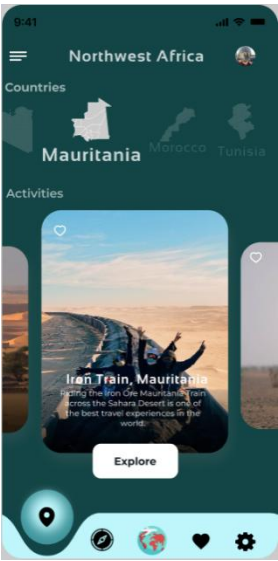 9:41
Northwest Africa
Countries
Mauritania
Morocco
Tunisia
Activities
Iron Train, Mauritania
Riding the Iron Ore Mauritania Train
across the Sahara Desert is one of
the best travel experiences in the
world.
Explore